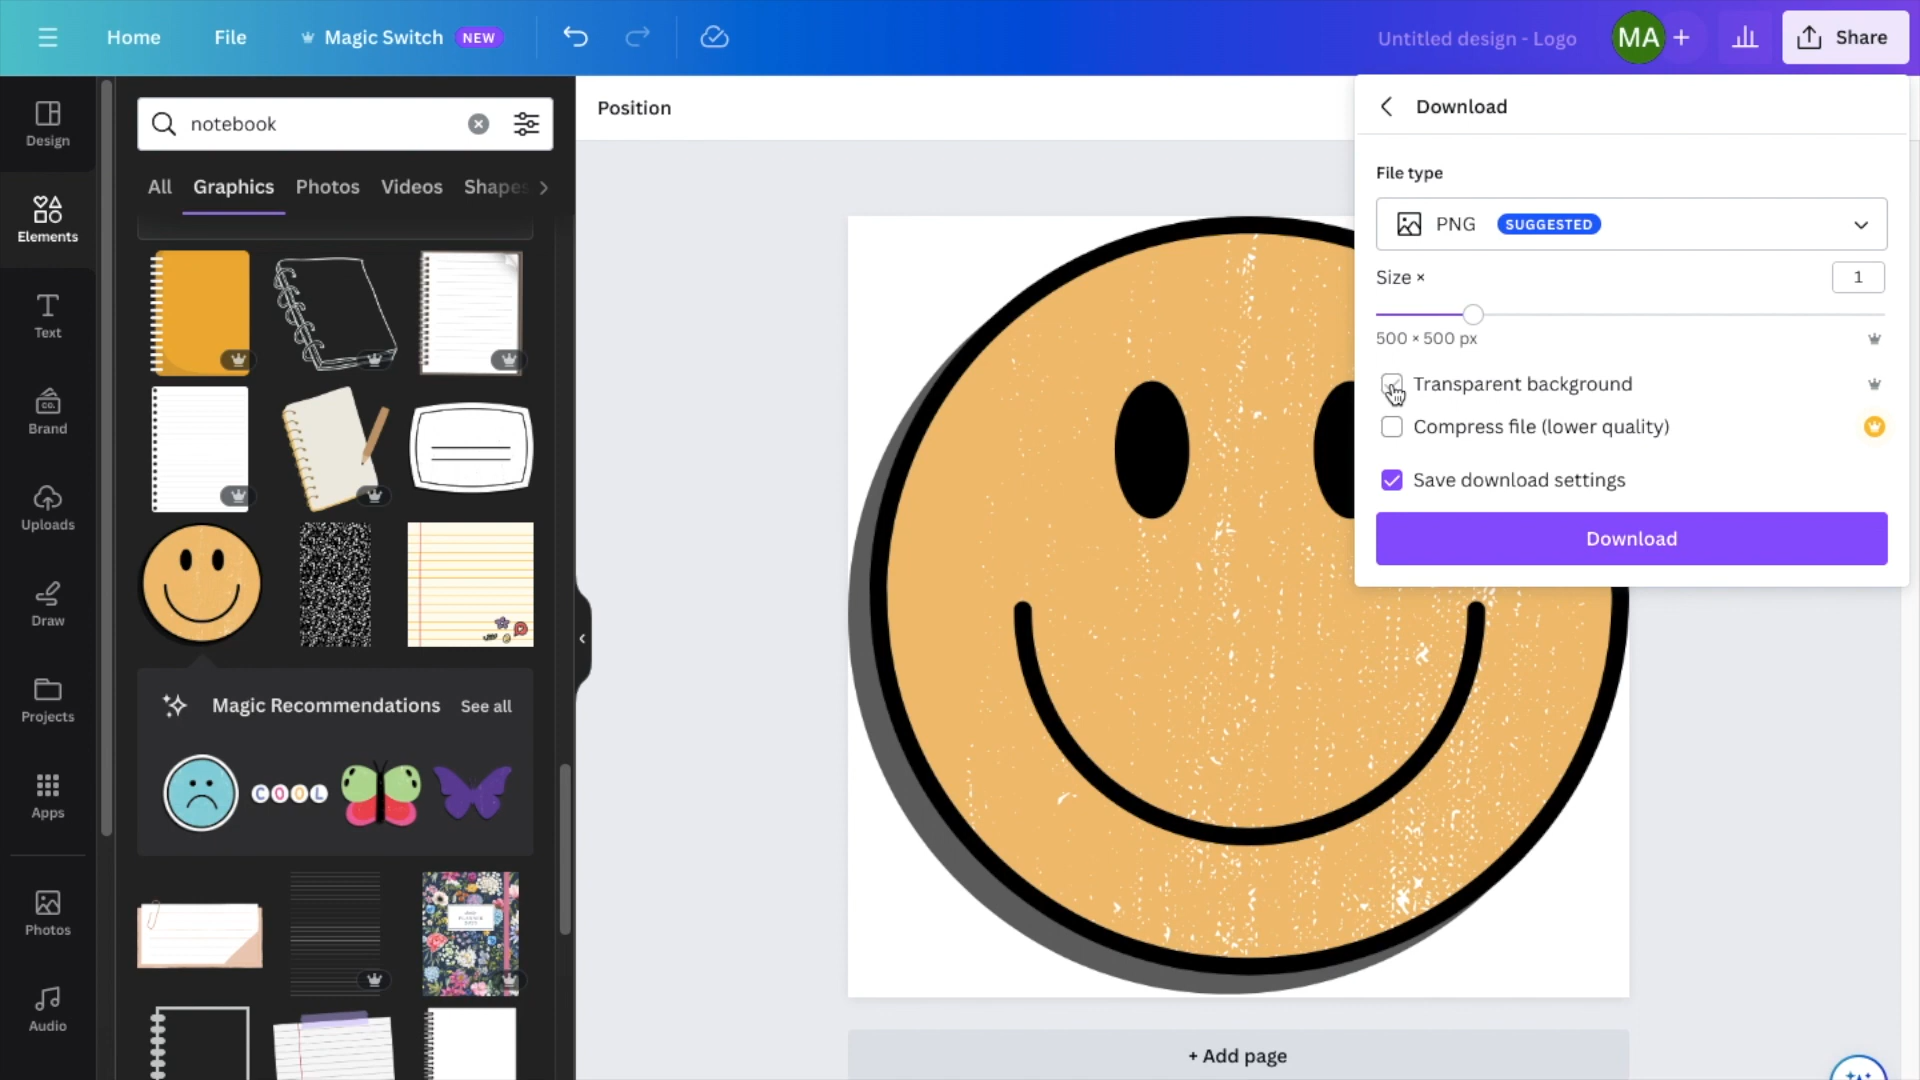 Home
File
Magic Switch NEW
Untitled design - Logo
MA
Share
Design
Elements
Text
Brand
CO.
Uploads
Draw
Projects
Apps
Photos
Audio
notebook
All
Graphics
Photos
Videos
Shapes
Magic Recommendations
See all
COOL
Position
+ Add page
Download
File type
PNG SUGGESTED
Size ×
1
500 × 500 px
Transparent background
Compress file (lower quality)
Save download settings
Download